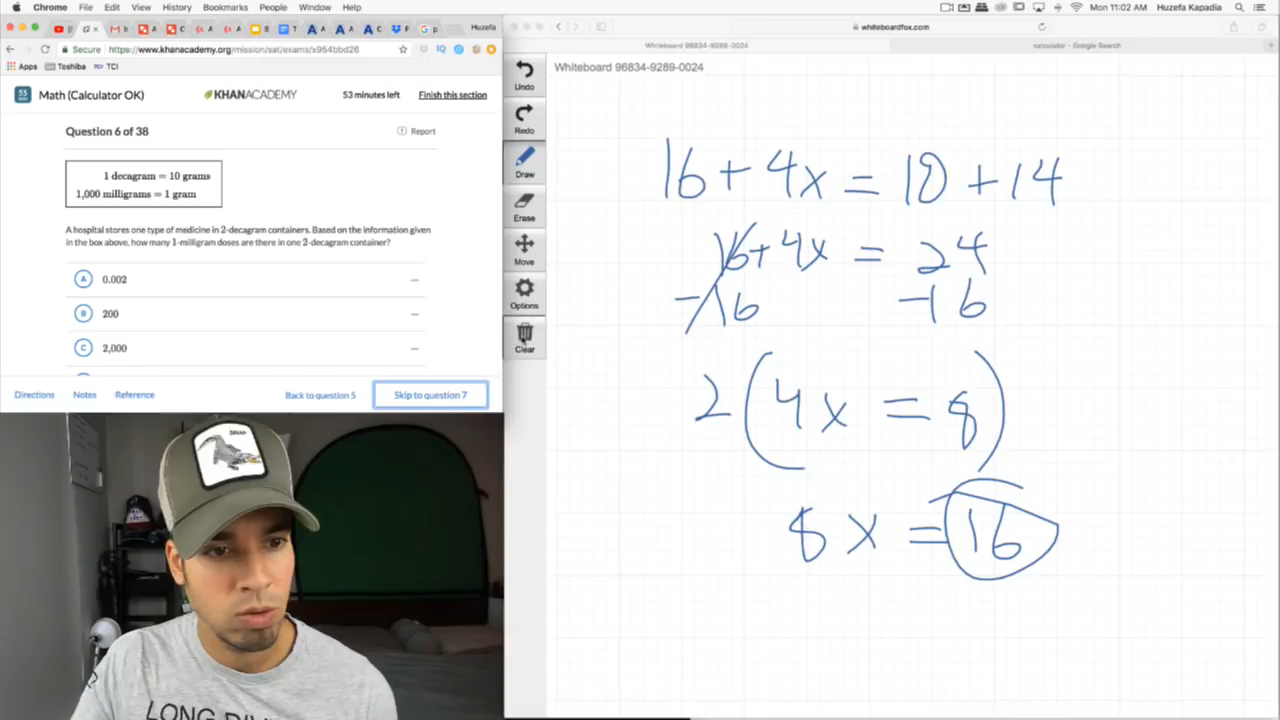 Chrome File Edit View History Bookmarks People Window Help
Mon 11:02 AM Huzefa Kapadia
Huzefa
Secure https://www.khanacademy.org/mission/sat/exams/x954bbd26
whiteboardfox.com
Apps Toshiba TCI
Whiteboard 96834-9289-0024
calculator - Google Search
Whiteboard 96834-9289-0024
Math (Calculator OK)
KHANACADEMY
53 minutes left
Finish this section
Question 6 of 38
Report
1 decagram = 10 grams
1,000 milligrams = 1 gram
A hospital stores one type of medicine in 2-decagram containers. Based on the information given
in the box above, how many 1-milligram doses are there in one 2-decagram container?
A 0.002
B 200
C 2,000
Directions Notes Reference
Back to question 5
Skip to question 7
Undo
Redo
Draw
Erase
Move
Options
Clear
16 + 4x = 10 + 14
16 + 4x = 24
-16 -16
2(4x = 8)
8x = 16
SNAP